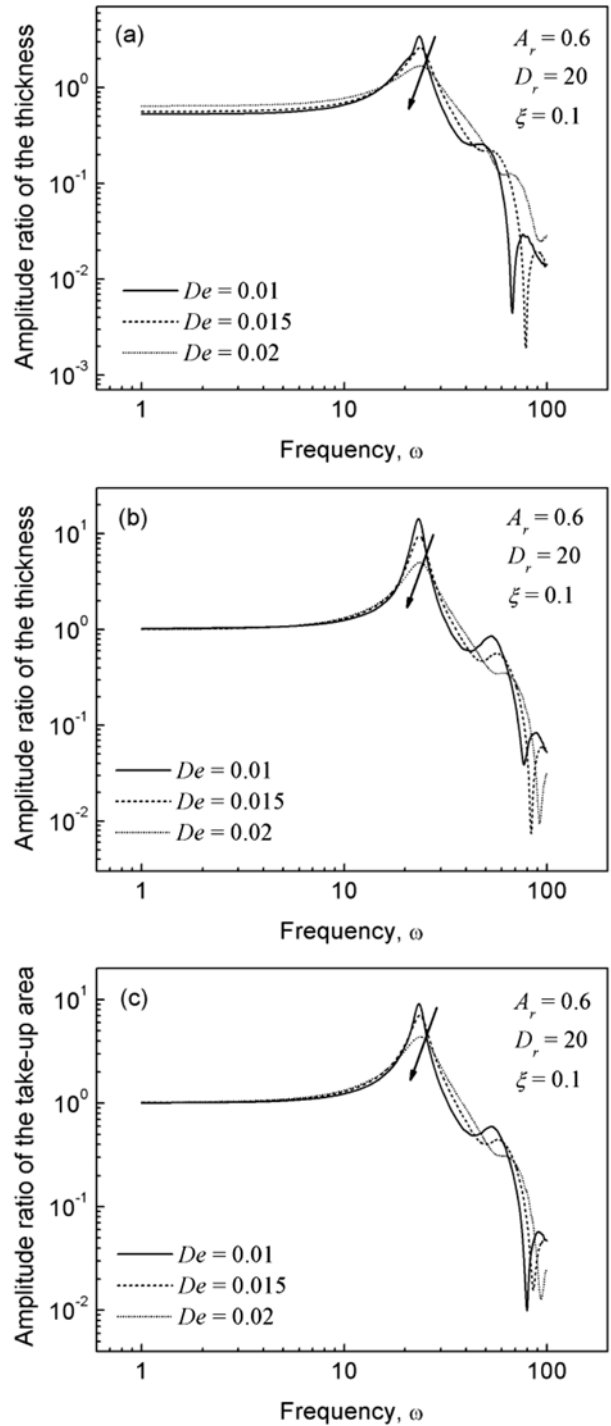 (a)
A_r = 0.6
D_r = 20
ξ = 0.1
Amplitude ratio of the thickness
10^0
10^-1
10^-2
10^-3
De = 0.01
De = 0.015
De = 0.02
1 10 100
Frequency, ω
(b)
A_r = 0.6
D_r = 20
ξ = 0.1
Amplitude ratio of the thickness
10^1
10^0
10^-1
10^-2
De = 0.01
De = 0.015
De = 0.02
1 10 100
Frequency, ω
(c)
A_r = 0.6
D_r = 20
ξ = 0.1
Amplitude ratio of the take-up area
10^1
10^0
10^-1
10^-2
De = 0.01
De = 0.015
De = 0.02
1 10 100
Frequency, ω